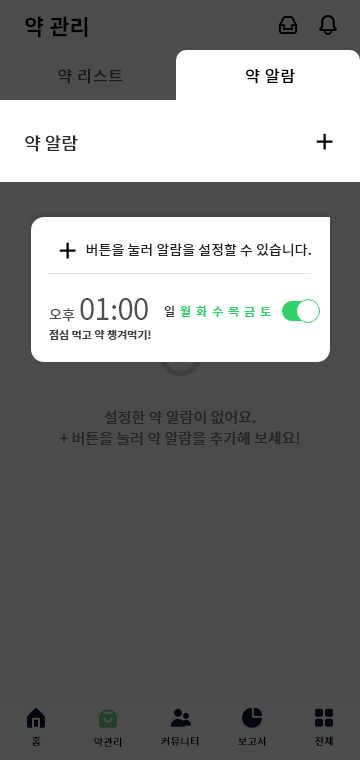 약 관리
약 리스트
약 알람
약 알람
+
+ 버튼을 눌러 알람을 설정할 수 있습니다.
오후 01:00 일 월 화 수 목 금 토
점심 먹고 약 챙겨먹기!
설정한 약 알람이 없어요.
+ 버튼을 눌러 약 알람을 추가해 보세요!
홈
약관리
커뮤니티
보고서
전체